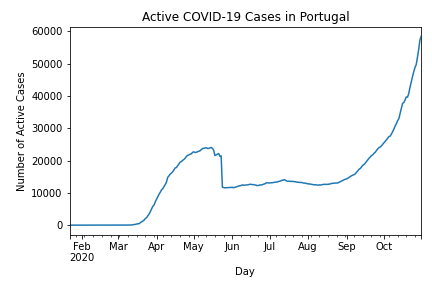 Active COVID-19 Cases in Portugal
60000
50000
40000
30000
20000
10000
0
Number of Active Cases
Feb Mar Apr May Jun Jul Aug Sep Oct
2020
Day